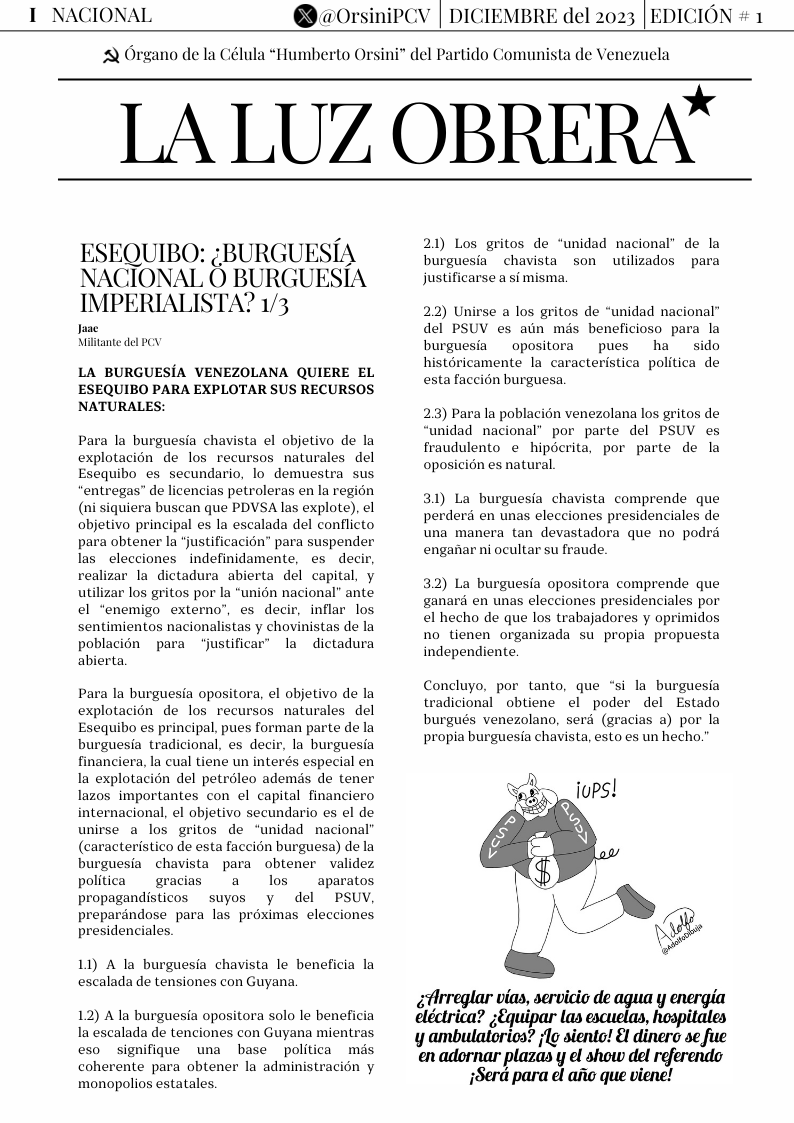 I NACIONAL
@OrsiniPCV
DICIEMBRE del 2023
EDICIÓN # 1
Órgano de la Célula “Humberto Orsini” del Partido Comunista de Venezuela
LA LUZ OBRERA
ESEQUIBO: ¿BURGUESÍA
NACIONAL O BURGUESÍA
IMPERIALISTA? 1/3
Jaac
Militante del PCV
LA BURGUESÍA VENEZOLANA QUIERE EL
ESEQUIBO PARA EXPLOTAR SUS RECURSOS
NATURALES:
Para la burguesía chavista el objetivo de la
explotación de los recursos naturales del
Esequibo es secundario, lo demuestra sus
“entregas” de licencias petroleras en la región
(ni siquiera buscan que PDVSA las explote), el
objetivo principal es la escalada del conflicto
para obtener la “justificación” para suspender
las elecciones indefinidamente, es decir,
realizar la dictadura abierta del capital, y
utilizar los gritos por la “unión nacional” ante
el “enemigo externo”, es decir, inflar los
sentimientos nacionalistas y chovinistas de la
población para “justificar” la dictadura
abierta.
Para la burguesía opositora, el objetivo de la
explotación de los recursos naturales del
Esequibo es principal, pues forman parte de la
burguesía tradicional, es decir, la burguesía
financiera, la cual tiene un interés especial en
la explotación del petróleo además de tener
lazos importantes con el capital financiero
internacional, el objetivo secundario es el de
unirse a los gritos de “unidad nacional”
(característico de esta facción burguesa) de la
burguesía chavista para obtener validez
política gracias a los aparatos
propagandísticos suyos y del PSUV,
preparándose para las próximas elecciones
presidenciales.
1.1) A la burguesía chavista le beneficia la
escalada de tensiones con Guyana.
1.2) A la burguesía opositora solo le beneficia
la escalada de tenciones con Guyana mientras
eso signifique una base política más
coherente para obtener la administración y
monopolios estatales.
2.1) Los gritos de “unidad nacional” de la
burguesía chavista son utilizados para
justificarse a sí misma.
2.2) Unirse a los gritos de “unidad nacional”
del PSUV es aún más beneficioso para la
burguesía opositora pues ha sido
históricamente la característica política de
esta facción burguesa.
2.3) Para la población venezolana los gritos de
“unidad nacional” por parte del PSUV es
fraudulento e hipócrita, por parte de la
oposición es natural.
3.1) La burguesía chavista comprende que
perderá en unas elecciones presidenciales de
una manera tan devastadora que no podrá
engañar ni ocultar su fraude.
3.2) La burguesía opositora comprende que
ganará en unas elecciones presidenciales por
el hecho de que los trabajadores y oprimidos
no tienen organizada su propia propuesta
independiente.
Concluyo, por tanto, que “si la burguesía
tradicional obtiene el poder del Estado
burgués venezolano, será (gracias a) por la
propia burguesía chavista, esto es un hecho.”
¡UPS!
PSUV
PSUV
$
Adolfo
@AdolfoDibuja
¿Arreglar vías, servicio de agua y energía
eléctrica? ¿Equipar las escuelas, hospitales
y ambulatorios? ¡Lo siento! El dinero se fue
en adornar plazas y el show del referendo
¡Será para el año que viene!